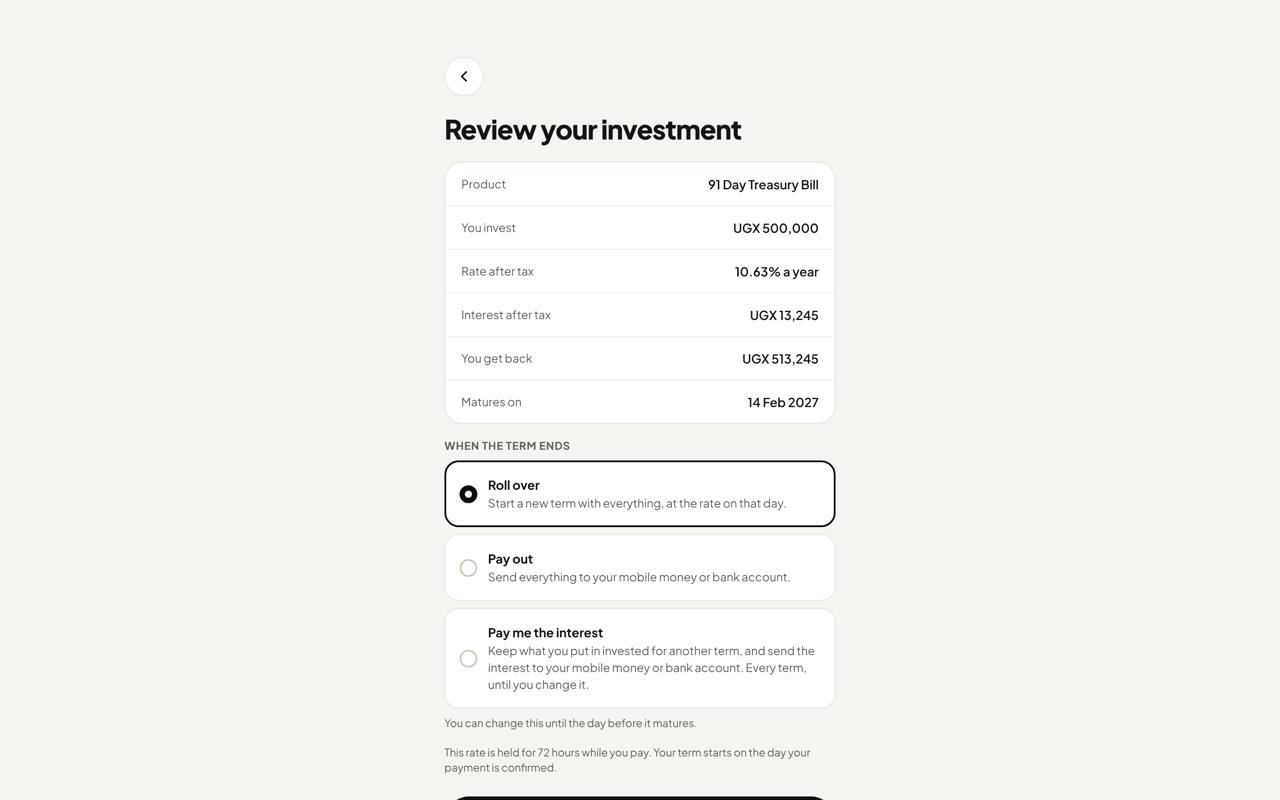 Review your investment
Product 91 Day Treasury Bill
You invest UGX 500,000
Rate after tax 10.63% a year
Interest after tax UGX 13,245
You get back UGX 513,245
Matures on 14 Feb 2027
WHEN THE TERM ENDS
Roll over
Start a new term with everything, at the rate on that day.
Pay out
Send everything to your mobile money or bank account.
Pay me the interest
Keep what you put in invested for another term, and send the
interest to your mobile money or bank account. Every term,
until you change it.
You can change this until the day before it matures.
This rate is held for 72 hours while you pay. Your term starts on the day your
payment is confirmed.